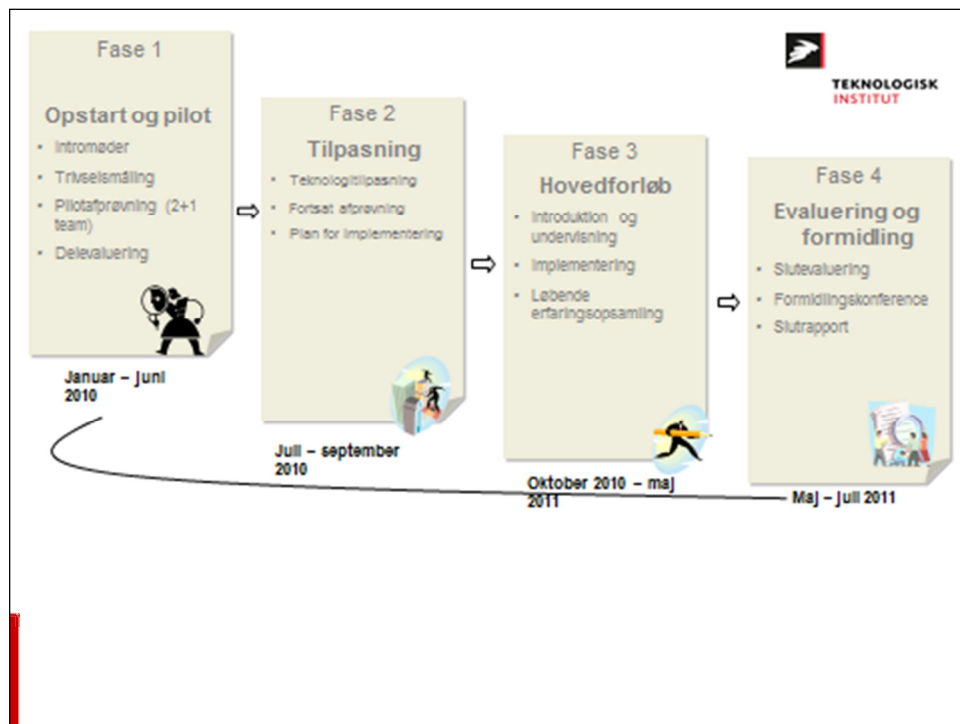 Fase 1
Opstart og pilot
Intromøder
Trivselsmåling
Pilotafprøvning (2+1
team)
Delevaluering
Januar – juni
2010
Fase 2
Tilpasning
Teknologitilpasning
Fortsat afprøvning
Plan for implementering
Juli – september
2010
Fase 3
Hovedforløb
Introduktion og
undervisning
Implementering
Løbende
erfaringsopsamling
Oktober 2010 – maj
2011
Fase 4
Evaluering og
formidling
Slutevaluering
Formidlingskonference
Slutrapport
Maj – juli 2011
TEKNOLOGISK
INSTITUT